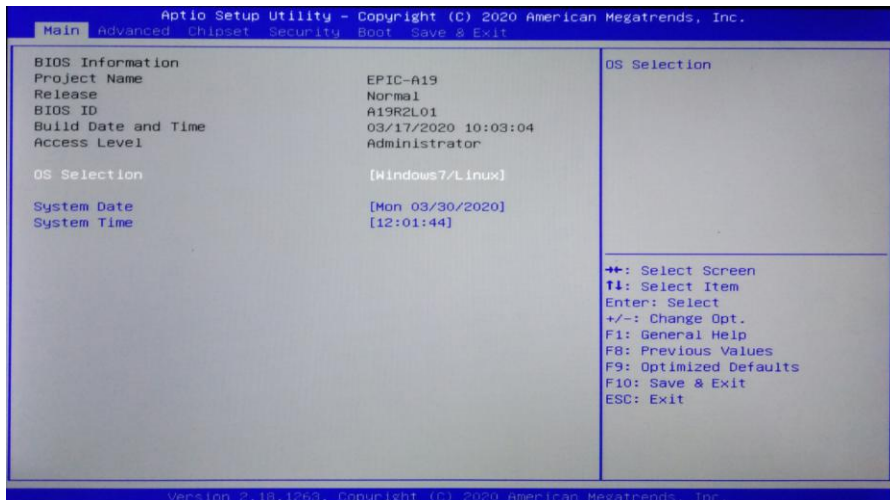 Aptio Setup Utility – Copyright (C) 2020 American Megatrends, Inc.
Main Advanced Chipset Security Boot Save & Exit
BIOS Information
Project Name EPIC-A19
Release Normal
BIOS ID A19R2L01
Build Date and Time 03/17/2020 10:03:04
Access Level Administrator
OS Selection [Windows7/Linux]
System Date [Mon 03/30/2020]
System Time [12:01:44]
OS Selection
→←: Select Screen
↑↓: Select Item
Enter: Select
+/-: Change Opt.
F1: General Help
F8: Previous Values
F9: Optimized Defaults
F10: Save & Exit
ESC: Exit
Version 2.18.1263. Copyright (C) 2020 American Megatrends, Inc.